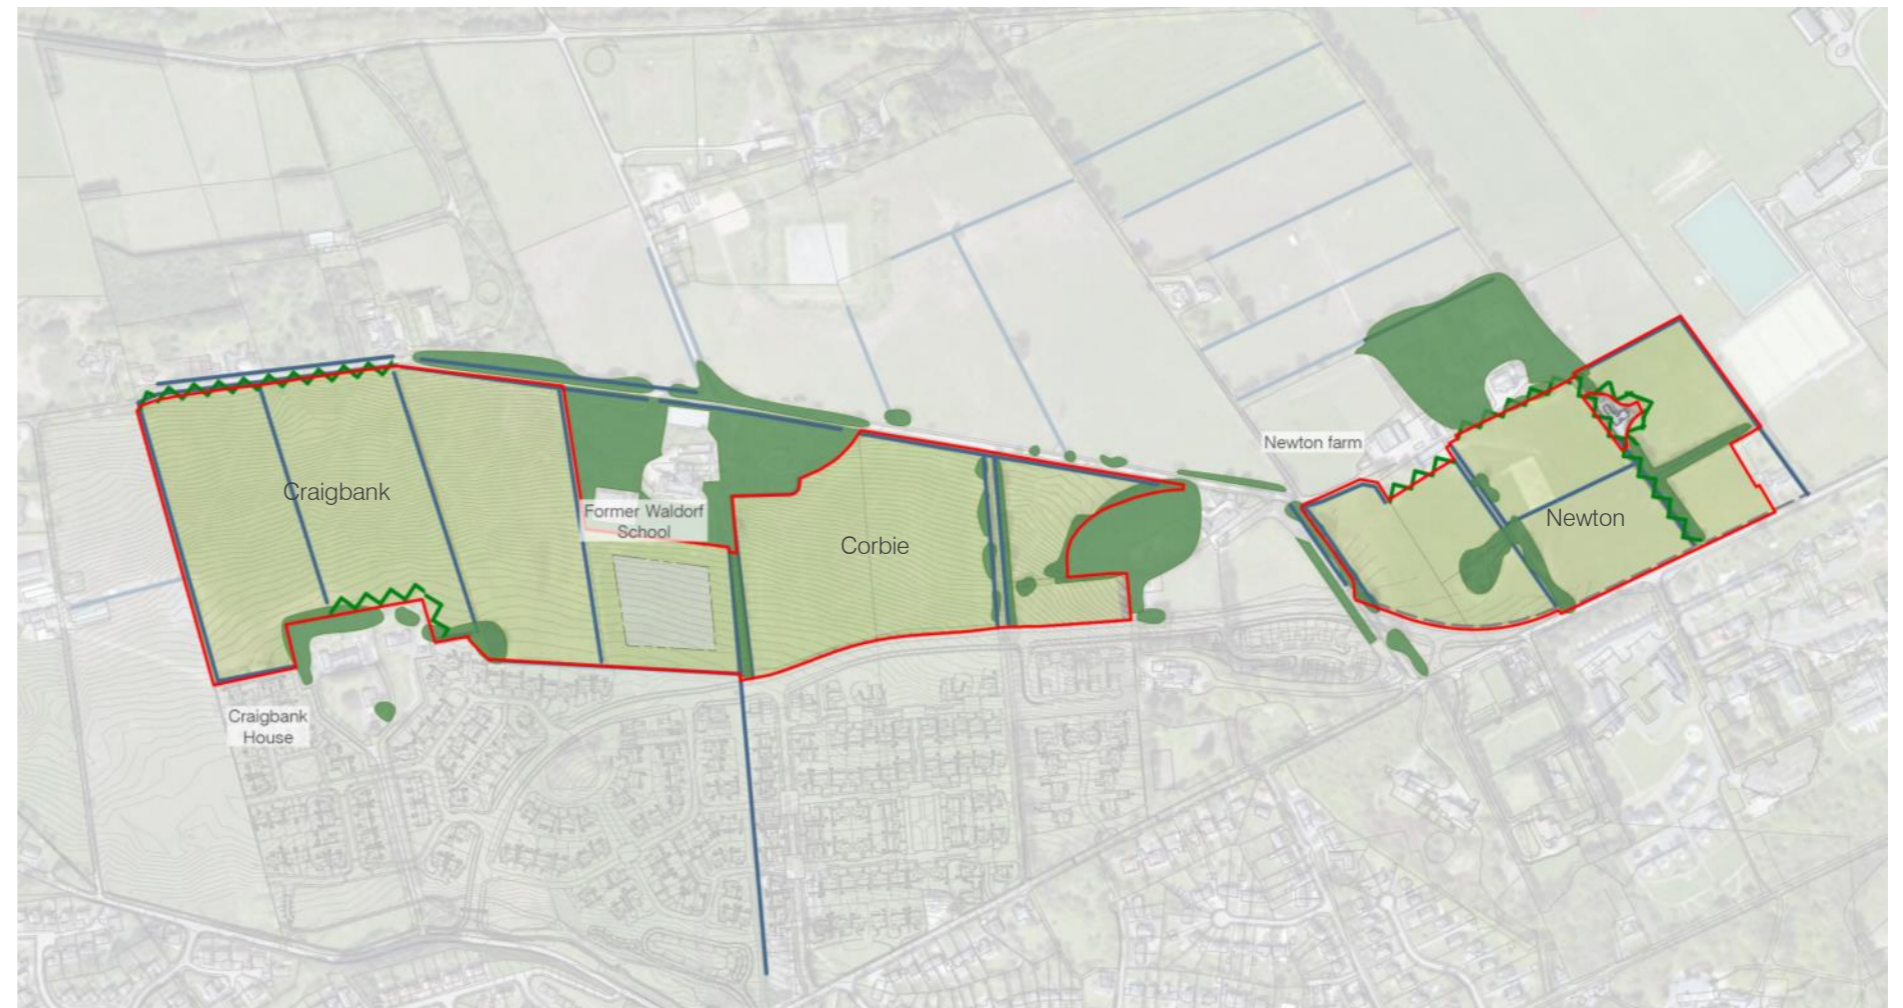 Newton farm
Craigbank
Former Waldorf
School
Newton
Corbie
Craigbank
House